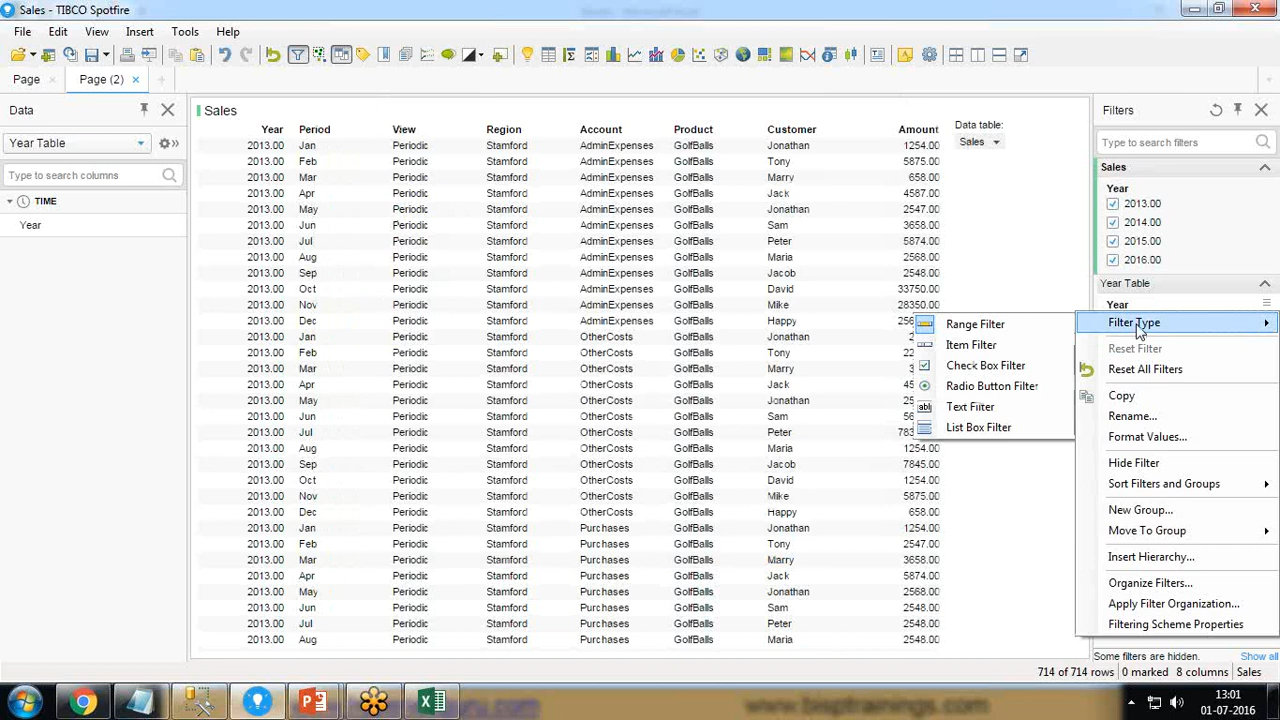 Sales - TIBCO Spotfire
File Edit View Insert Tools Help
Page Page (2)
Data
Year Table
Type to search columns
TIME
Year
Sales
Year Period View Region Account Product Customer Amount
2013.00 Jan Periodic Stamford AdminExpenses GolfBalls Jonathan 1254.00
2013.00 Feb Periodic Stamford AdminExpenses GolfBalls Tony 5875.00
2013.00 Mar Periodic Stamford AdminExpenses GolfBalls Marry 658.00
2013.00 Apr Periodic Stamford AdminExpenses GolfBalls Jack 4587.00
2013.00 May Periodic Stamford AdminExpenses GolfBalls Jonathan 2547.00
2013.00 Jun Periodic Stamford AdminExpenses GolfBalls Sam 3658.00
2013.00 Jul Periodic Stamford AdminExpenses GolfBalls Peter 5874.00
2013.00 Aug Periodic Stamford AdminExpenses GolfBalls Maria 2568.00
2013.00 Sep Periodic Stamford AdminExpenses GolfBalls Jacob 2548.00
2013.00 Oct Periodic Stamford AdminExpenses GolfBalls David 33750.00
2013.00 Nov Periodic Stamford AdminExpenses GolfBalls Mike 28350.00
2013.00 Dec Periodic Stamford AdminExpenses GolfBalls Happy
2013.00 Jan Periodic Stamford OtherCosts GolfBalls Jonathan
2013.00 Feb Periodic Stamford OtherCosts GolfBalls Tony
2013.00 Mar Periodic Stamford OtherCosts GolfBalls Marry
2013.00 Apr Periodic Stamford OtherCosts GolfBalls Jack
2013.00 May Periodic Stamford OtherCosts GolfBalls Jonathan
2013.00 Jun Periodic Stamford OtherCosts GolfBalls Sam
2013.00 Jul Periodic Stamford OtherCosts GolfBalls Peter
2013.00 Aug Periodic Stamford OtherCosts GolfBalls Maria 1254.00
2013.00 Sep Periodic Stamford OtherCosts GolfBalls Jacob 7845.00
2013.00 Oct Periodic Stamford OtherCosts GolfBalls David 1254.00
2013.00 Nov Periodic Stamford OtherCosts GolfBalls Mike 5875.00
2013.00 Dec Periodic Stamford OtherCosts GolfBalls Happy 658.00
2013.00 Jan Periodic Stamford Purchases GolfBalls Jonathan 1254.00
2013.00 Feb Periodic Stamford Purchases GolfBalls Tony 2547.00
2013.00 Mar Periodic Stamford Purchases GolfBalls Marry 3658.00
2013.00 Apr Periodic Stamford Purchases GolfBalls Jack 5874.00
2013.00 May Periodic Stamford Purchases GolfBalls Jonathan 2568.00
2013.00 Jun Periodic Stamford Purchases GolfBalls Sam 2548.00
2013.00 Jul Periodic Stamford Purchases GolfBalls Peter 2548.00
2013.00 Aug Periodic Stamford Purchases GolfBalls Maria 2548.00
Data table:
Sales
Filters
Type to search filters
Sales
Year
2013.00
2014.00
2015.00
2016.00
Year Table
Year
Range Filter
Item Filter
Check Box Filter
Radio Button Filter
Text Filter
List Box Filter
Filter Type
Reset Filter
Reset All Filters
Copy
Rename...
Format Values...
Hide Filter
Sort Filters and Groups
New Group...
Move To Group
Insert Hierarchy...
Organize Filters...
Apply Filter Organization...
Filtering Scheme Properties
Some filters are hidden. Show all
714 of 714 rows 0 marked 8 columns Sales
www.bisptrainings.com
13:01
01-07-2016